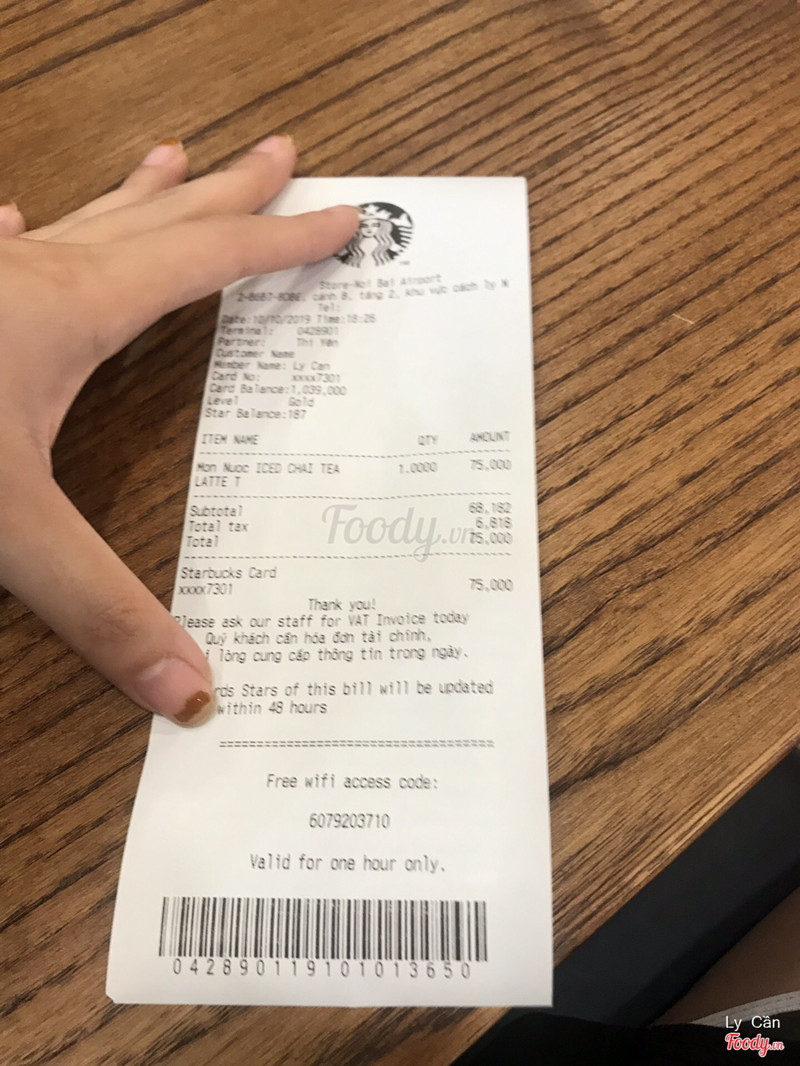 Store-Noi Bai Airport
cánh B, tầng 2, khu vực cách ly N
Tel:
Date:10/10/2019 Time:18:26
Terminal: 0428901
Partner: Thi Yến
Customer Name
Member Name: Ly Can
Card No: xxxx7301
Card Balance:1,039,000
Level Gold
Star Balance:187
ITEM NAME QTY AMOUNT
Mon Nuoc ICED CHAI TEA 1.0000 75,000
LATTE T
Subtotal 68,182
Total tax 6,818
Total 75,000
Foody.vn
Starbucks Card
xxxx7301 75,000
Thank you!
Please ask our staff for VAT Invoice today
Quý khách cần hóa đơn tài chính,
lòng cung cấp thông tin trong ngày.
rds Stars of this bill will be updated
within 48 hours
==================================
Free wifi access code:
6079203710
Valid for one hour only.
042890119101013650
Ly Cần
Foody.vn